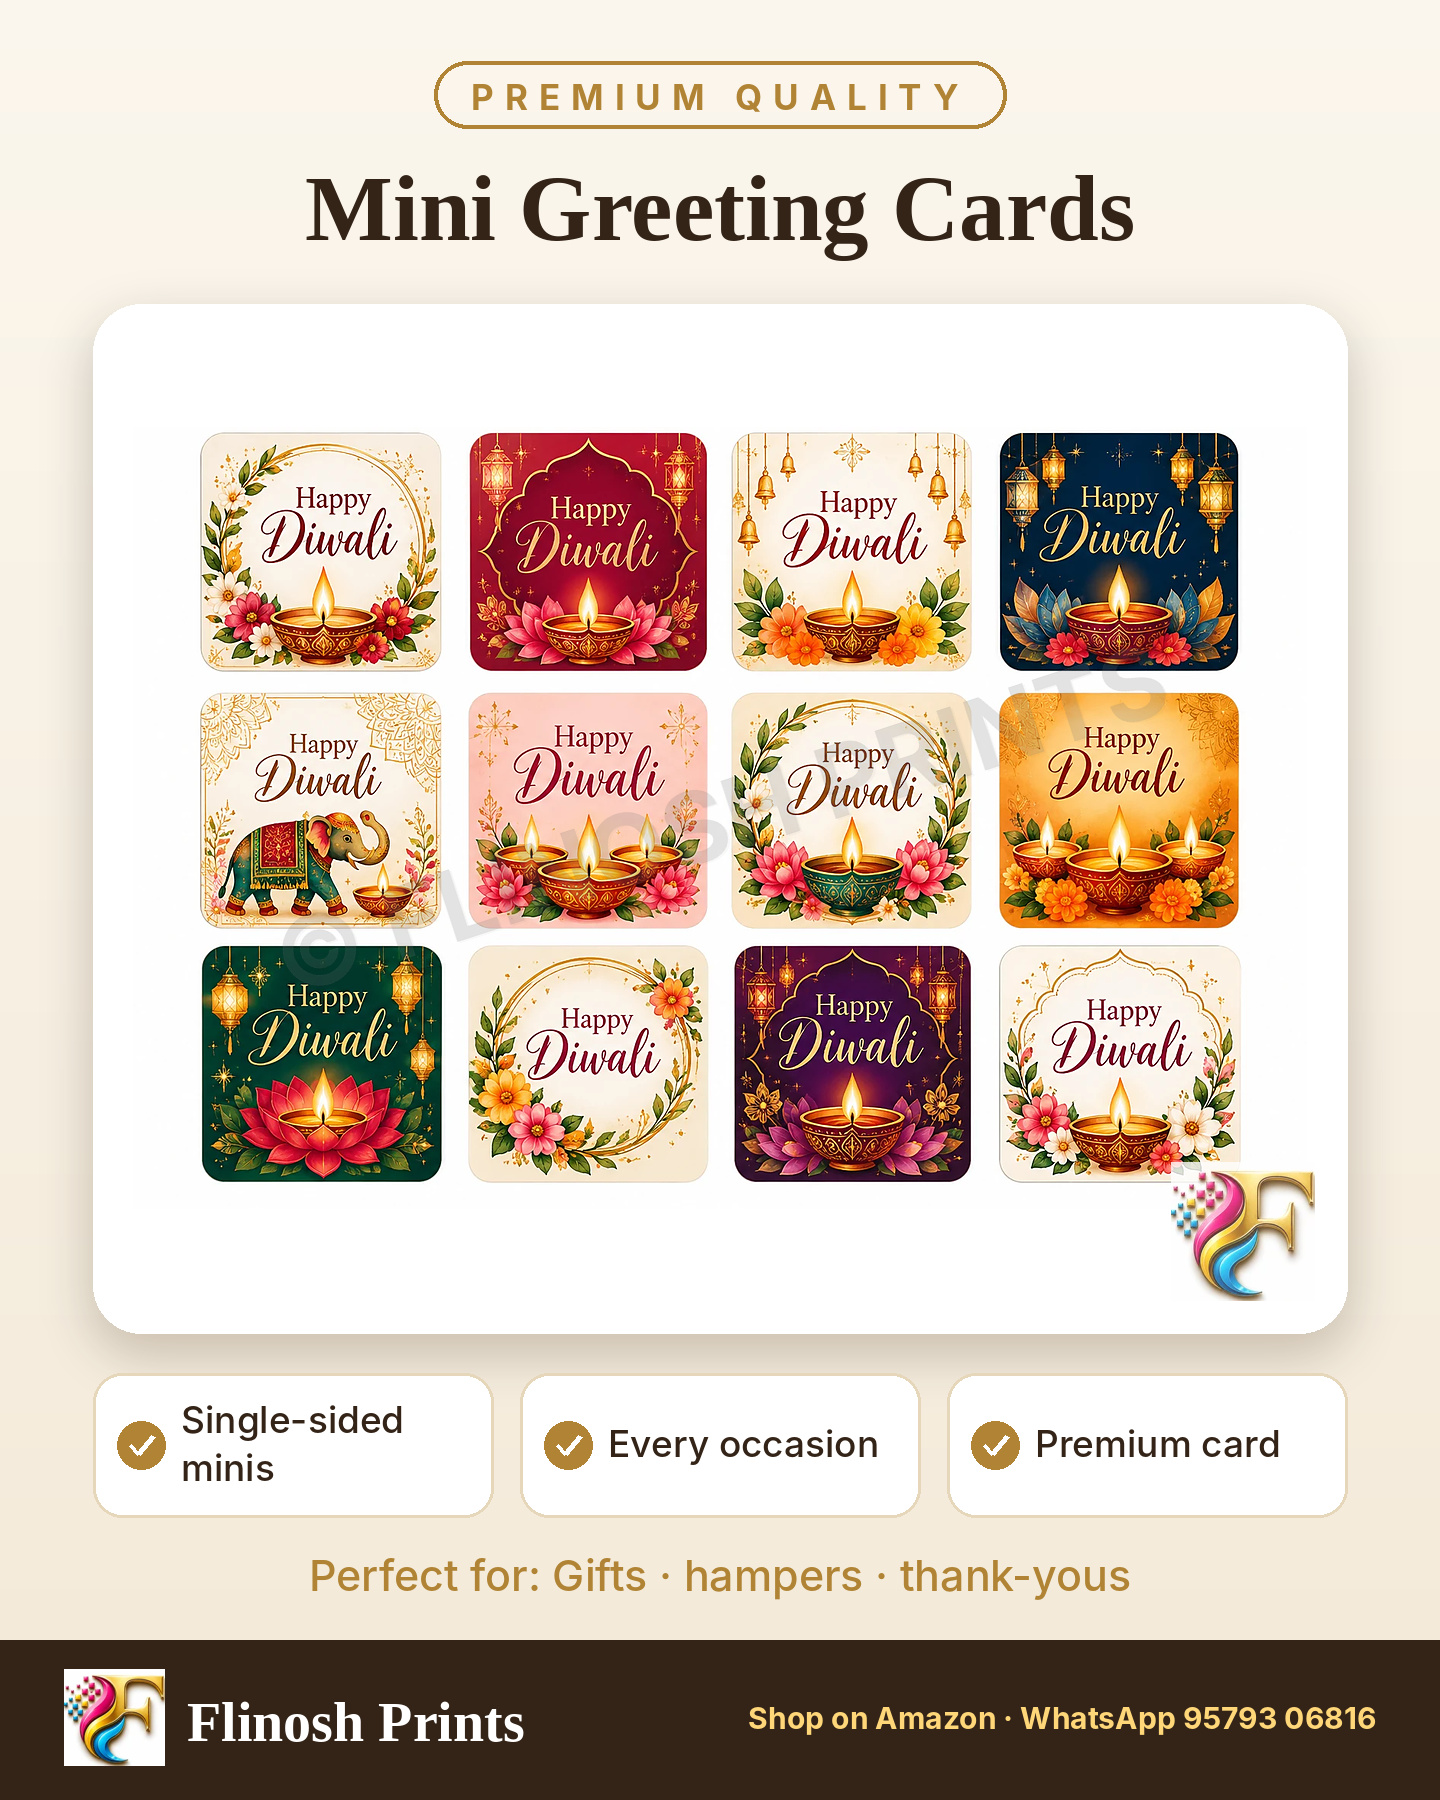 PREMIUM QUALITY
Mini Greeting Cards
Happy
Diwali
Happy
Diwali
Happy
Diwali
Happy
Diwali
Happy
Diwali
Happy
Diwali
Happy
Diwali
Happy
Diwali
Happy
Diwali
Happy
Diwali
Happy
Diwali
Happy
Diwali
© FLINOSH PRINTS
F
Single-sided
minis
Every occasion
Premium card
Perfect for: Gifts · hampers · thank-yous
F
Flinosh Prints
Shop on Amazon · WhatsApp 95793 06816